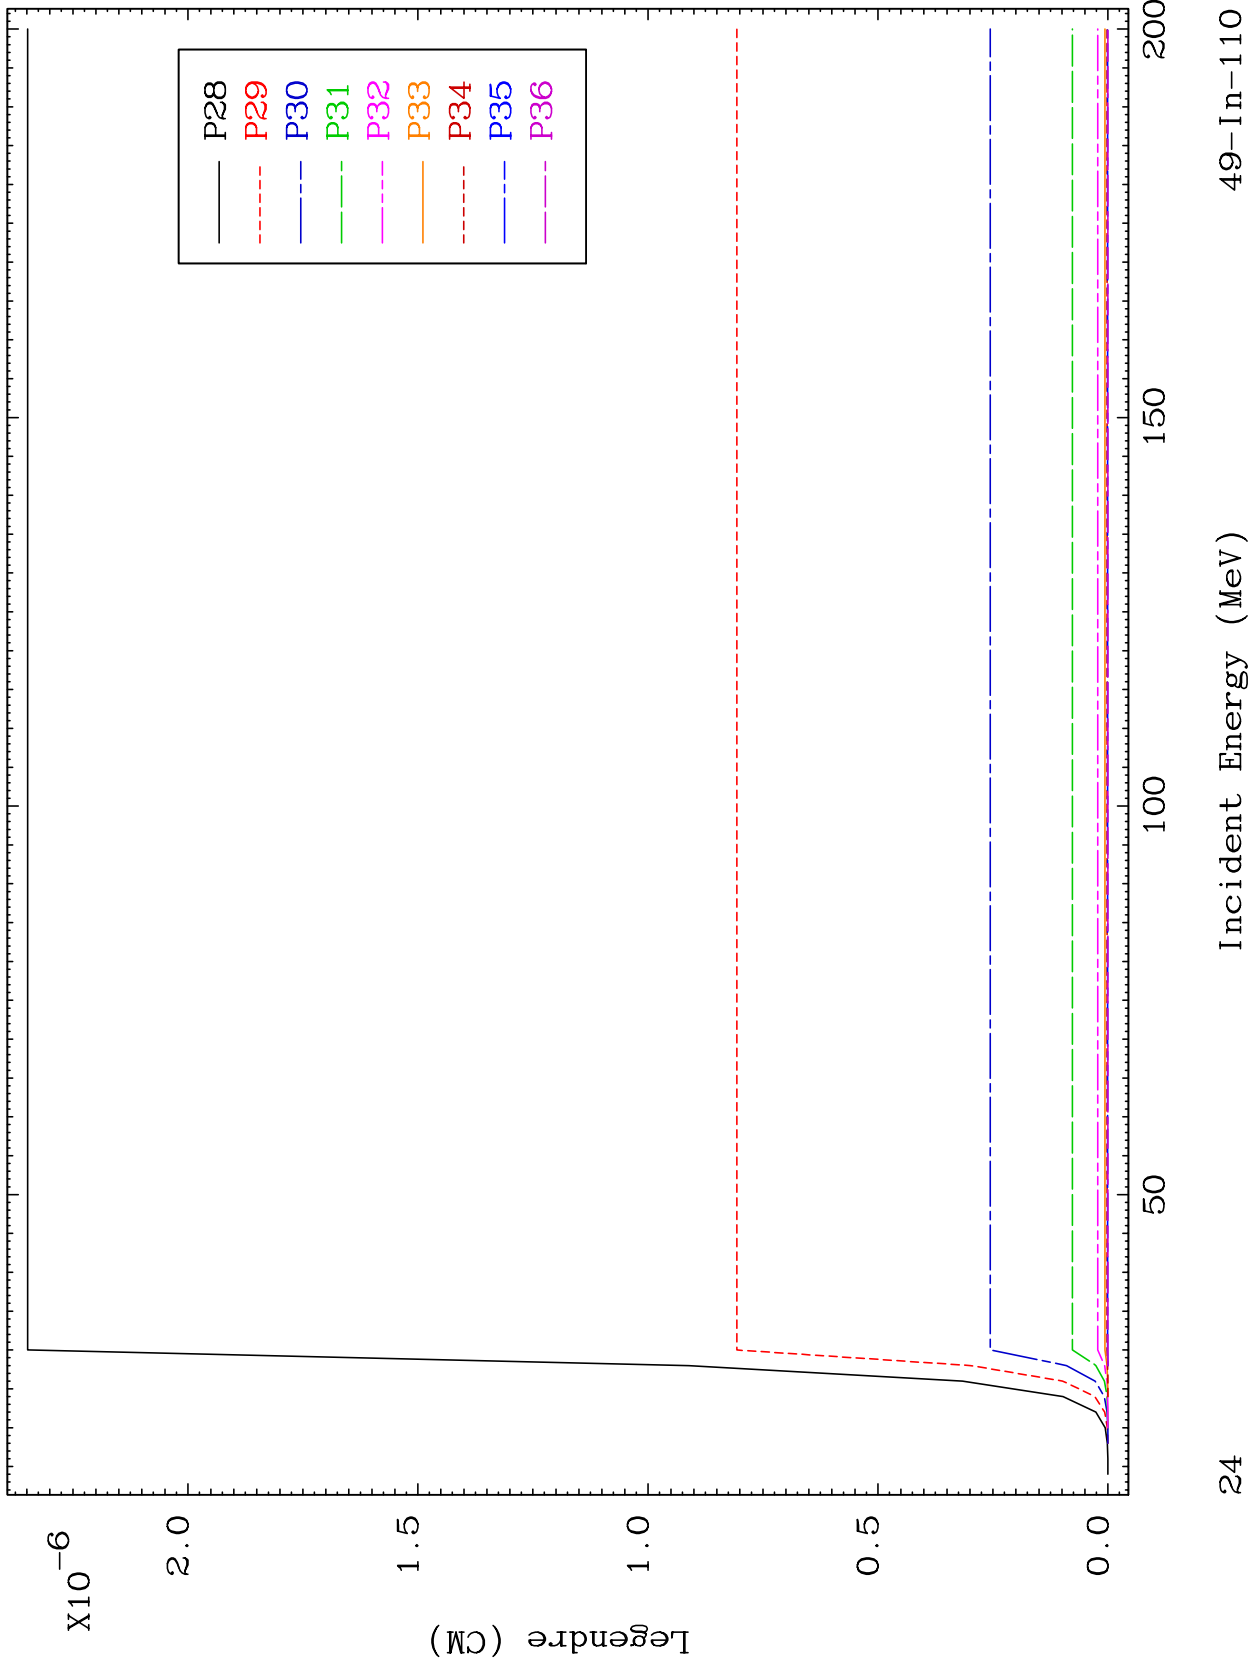 X10-6
2.0
1.5
1.0
0.5
0.0
Legendre (CM)
P28
P29
P30
P31
P32
P33
P34
P35
P36
50
100
150
200
24
Incident Energy (MeV)
49-In-110